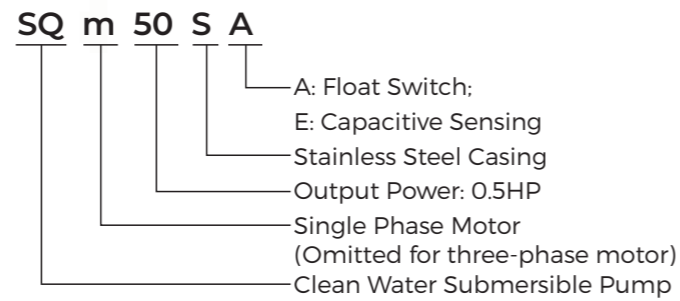 SQ m 50 S A
A: Float Switch;
E: Capacitive Sensing
Stainless Steel Casing
Output Power: 0.5HP
Single Phase Motor
(Omitted for three-phase motor)
Clean Water Submersible Pump